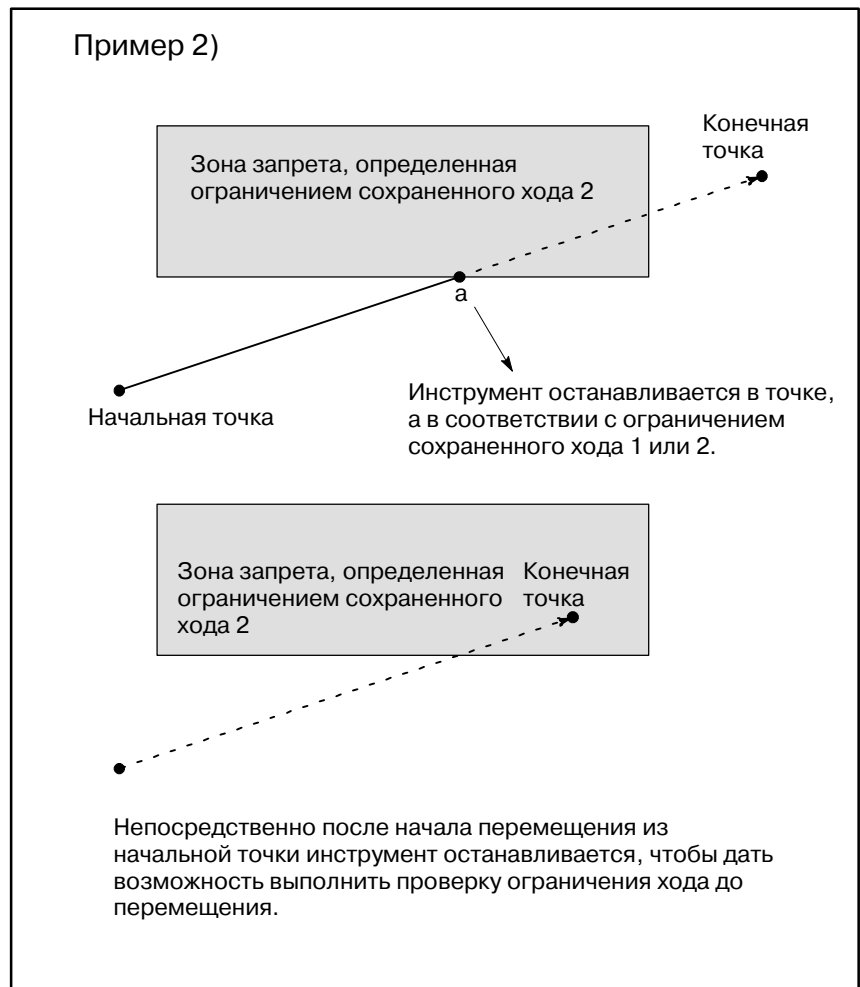 Пример 2)
Зона запрета, определенная
ограничением сохраненного хода 2
Конечная
точка
а
Начальная точка
Инструмент останавливается в точке,
а в соответствии с ограничением
сохраненного хода 1 или 2.
Зона запрета, определенная
ограничением сохраненного
хода 2
Конечная
точка
Непосредственно после начала перемещения из
начальной точки инструмент останавливается, чтобы дать
возможность выполнить проверку ограничения хода до
перемещения.